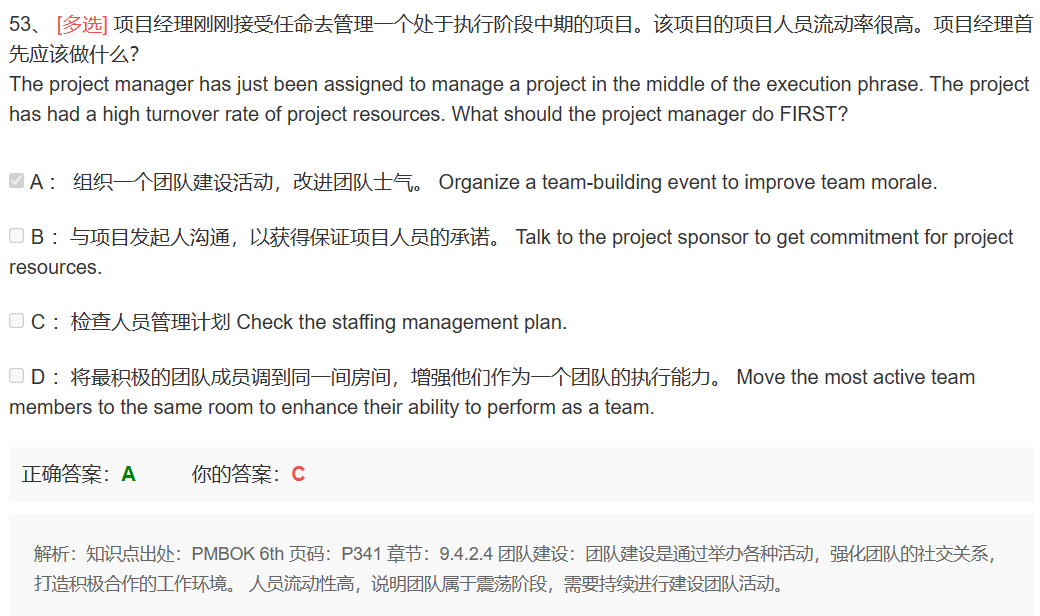 53、 [多选] 项目经理刚刚接受任命去管理一个处于执行阶段中期的项目。该项目的项目人员流动率很高。项目经理首
先应该做什么?
The project manager has just been assigned to manage a project in the middle of the execution phrase. The project
has had a high turnover rate of project resources. What should the project manager do FIRST?
A： 组织一个团队建设活动，改进团队士气。 Organize a team-building event to improve team morale.
B：与项目发起人沟通，以获得保证项目人员的承诺。 Talk to the project sponsor to get commitment for project
resources.
C：检查人员管理计划 Check the staffing management plan.
D：将最积极的团队成员调到同一间房间，增强他们作为一个团队的执行能力。 Move the most active team
members to the same room to enhance their ability to perform as a team.
正确答案：A 你的答案：C
解析：知识点出处：PMBOK 6th 页码：P341 章节：9.4.2.4 团队建设：团队建设是通过举办各种活动，强化团队的社交关系，
打造积极合作的工作环境。 人员流动性高，说明团队属于震荡阶段，需要持续进行建设团队活动。